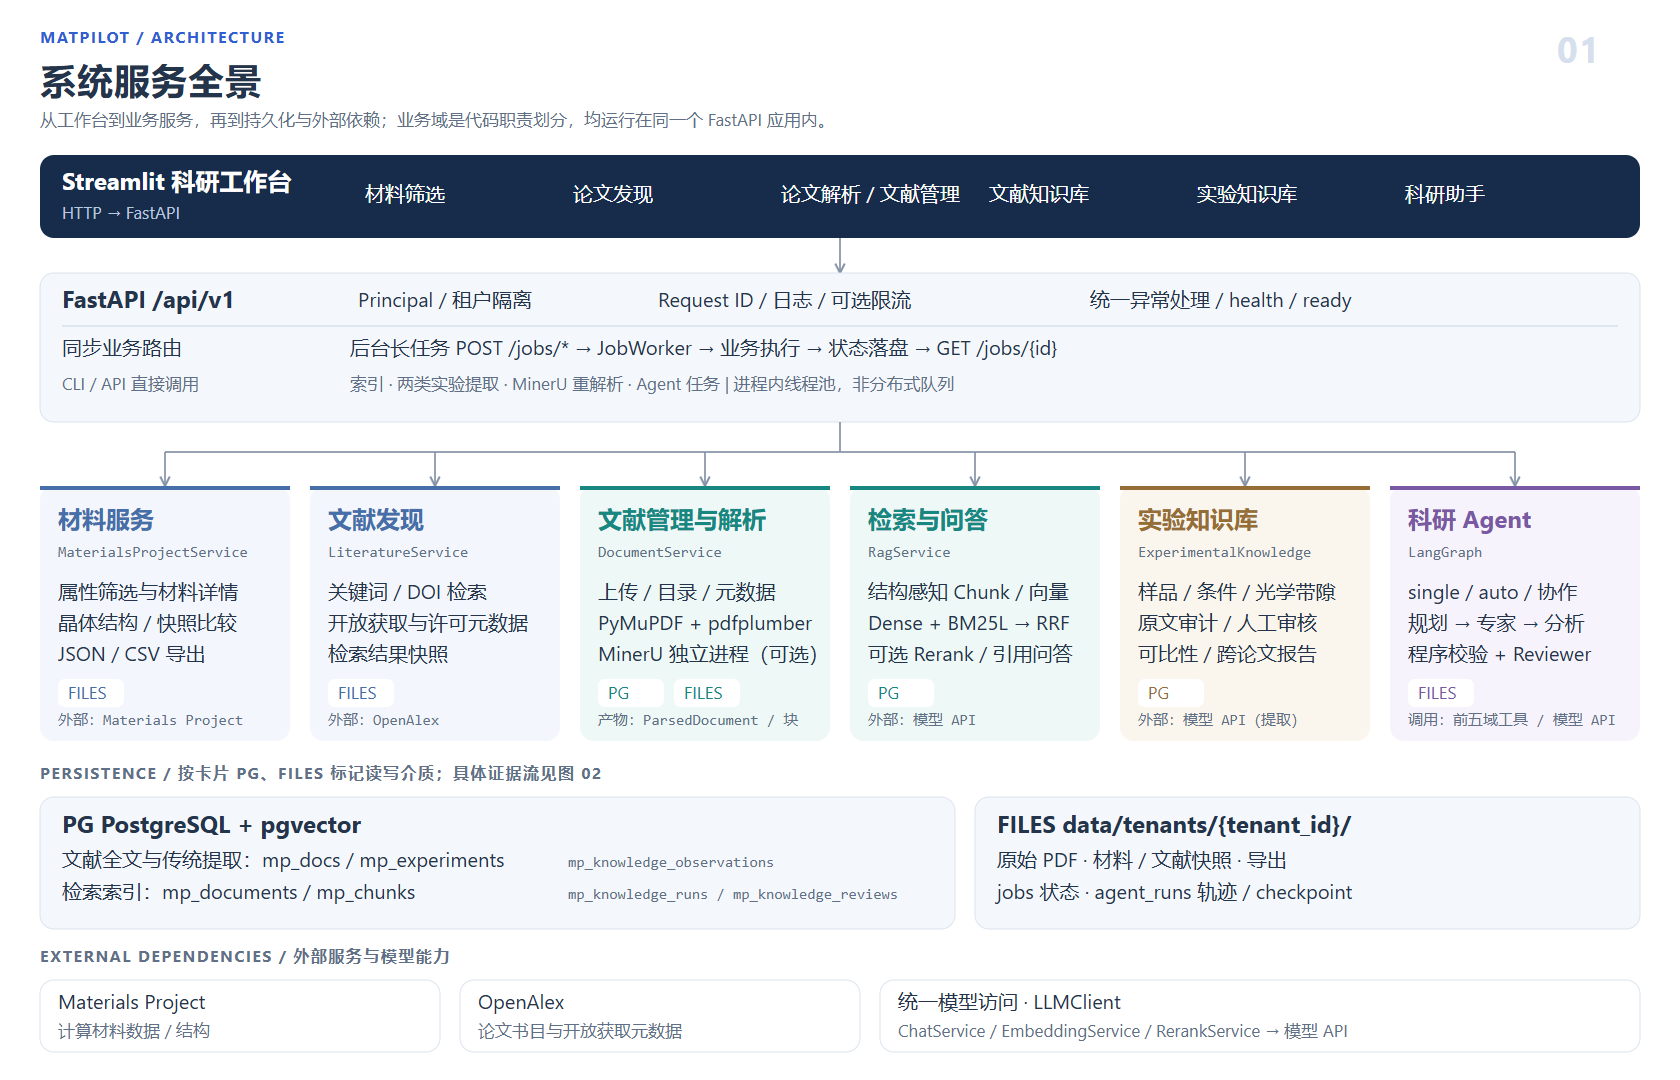 MATPILOT / ARCHITECTURE
01
系统服务全景
从工作台到业务服务，再到持久化与外部依赖；业务域是代码职责划分，均运行在同一个 FastAPI 应用内。
Streamlit 科研工作台
HTTP → FastAPI
材料筛选
论文发现
论文解析 / 文献管理
文献知识库
实验知识库
科研助手
FastAPI /api/v1
Principal / 租户隔离
Request ID / 日志 / 可选限流
统一异常处理 / health / ready
同步业务路由
后台长任务 POST /jobs/* → JobWorker → 业务执行 → 状态落盘 → GET /jobs/{id}
CLI / API 直接调用
索引 · 两类实验提取 · MinerU 重解析 · Agent 任务 | 进程内线程池，非分布式队列
材料服务
MaterialsProjectService
属性筛选与材料详情
晶体结构 / 快照比较
JSON / CSV 导出
FILES
外部：Materials Project
文献发现
LiteratureService
关键词 / DOI 检索
开放获取与许可元数据
检索结果快照
FILES
外部：OpenAlex
文献管理与解析
DocumentService
上传 / 目录 / 元数据
PyMuPDF + pdfplumber
MinerU 独立进程（可选）
PG
FILES
产物：ParsedDocument / 块
检索与问答
RagService
结构感知 Chunk / 向量
Dense + BM25L → RRF
可选 Rerank / 引用问答
PG
外部：模型 API
实验知识库
ExperimentalKnowledge
样品 / 条件 / 光学带隙
原文审计 / 人工审核
可比性 / 跨论文报告
PG
外部：模型 API（提取）
科研 Agent
LangGraph
single / auto / 协作
规划 → 专家 → 分析
程序校验 + Reviewer
FILES
调用：前五域工具 / 模型 API
PERSISTENCE / 按卡片 PG、FILES 标记读写介质；具体证据流见图 02
PG PostgreSQL + pgvector
文献全文与传统提取：mp_docs / mp_experiments
mp_knowledge_observations
检索索引：mp_documents / mp_chunks
mp_knowledge_runs / mp_knowledge_reviews
FILES data/tenants/{tenant_id}/
原始 PDF · 材料 / 文献快照 · 导出
jobs 状态 · agent_runs 轨迹 / checkpoint
EXTERNAL DEPENDENCIES / 外部服务与模型能力
Materials Project
计算材料数据 / 结构
OpenAlex
论文书目与开放获取元数据
统一模型访问 · LLMClient
ChatService / EmbeddingService / RerankService → 模型 API